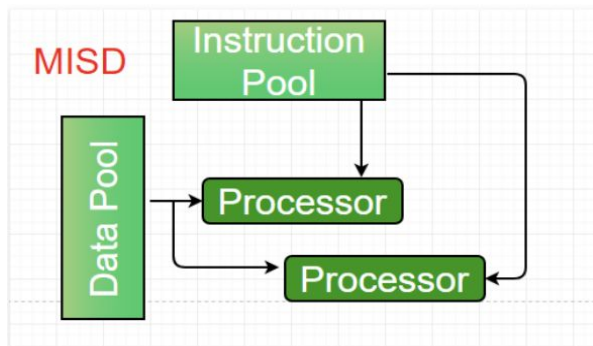 MISD
Instruction
Pool
Data Pool
Processor
Processor